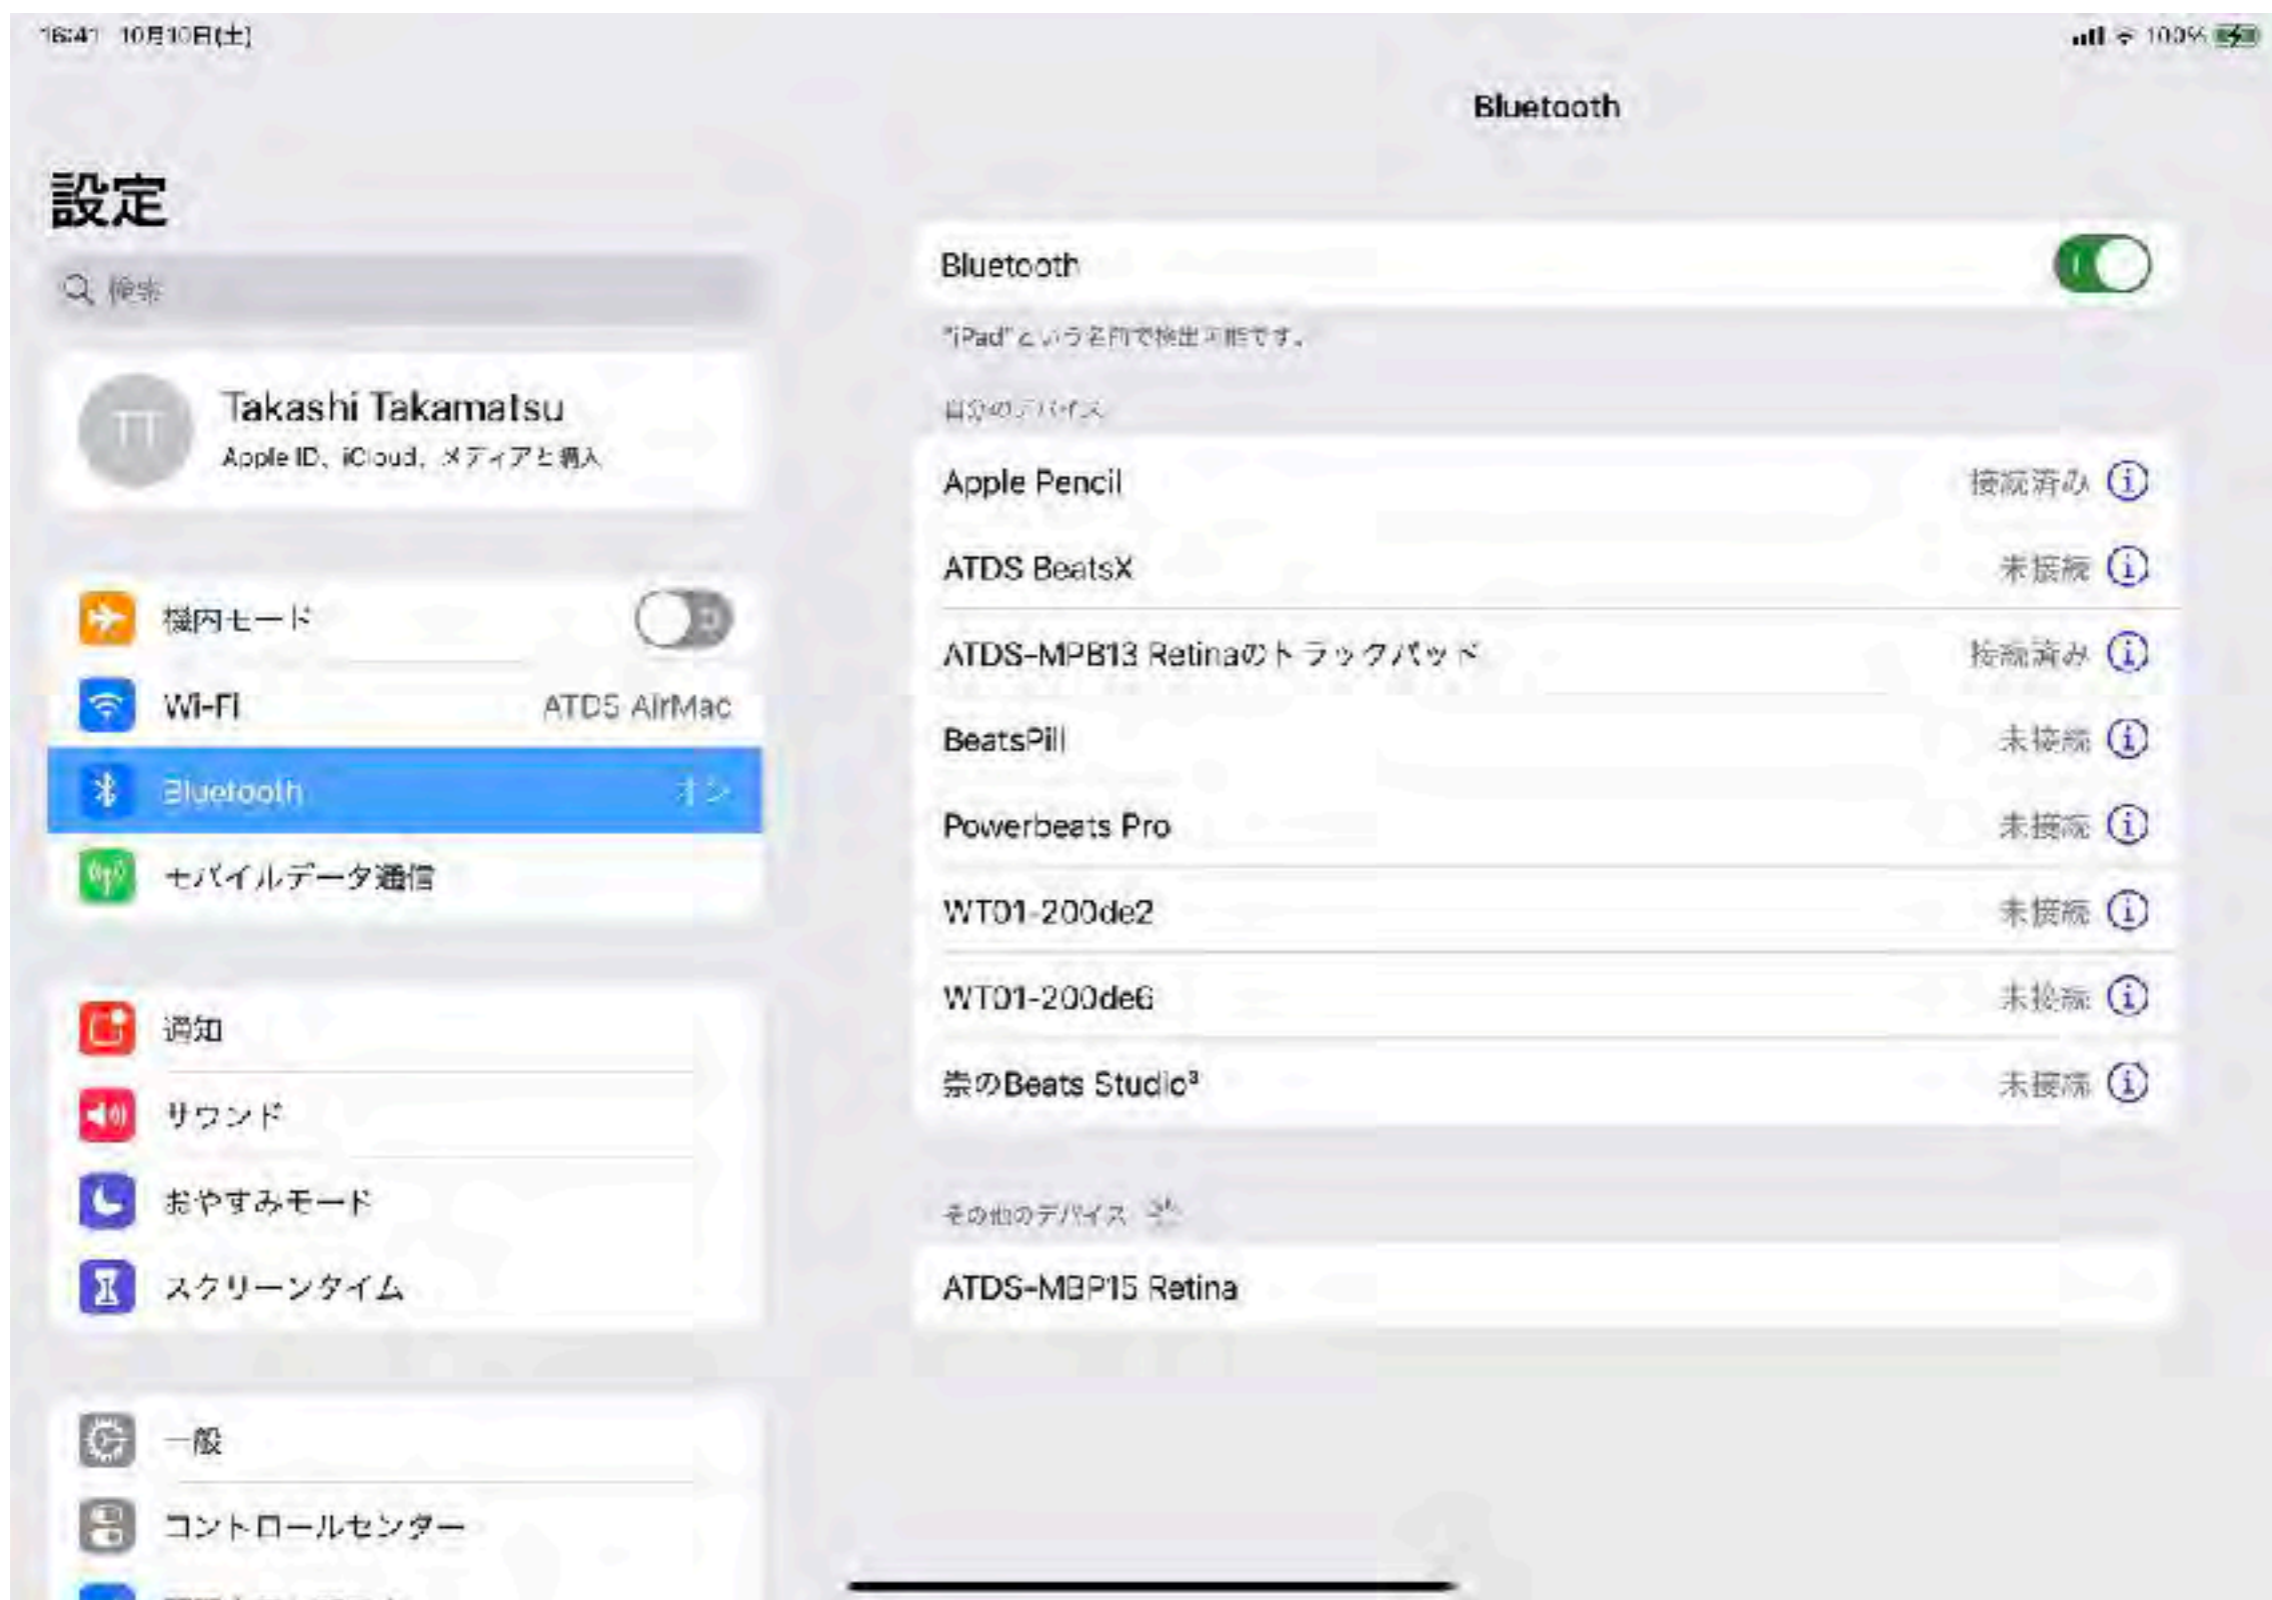 16:41 10月10日(土)
100%
Bluetooth
設定
検索
Takashi Takamatsu
Apple ID、iCloud、メディアと購入
機内モード
Wi-Fi ATDS AirMac
Bluetooth オン
モバイルデータ通信
通知
サウンド
おやすみモード
スクリーンタイム
一般
コントロールセンター
Bluetooth
"iPad"という名前で検出可能です。
自分のデバイス
Apple Pencil 接続済み
ATDS BeatsX 未接続
ATDS-MPB13 Retinaのトラックパッド 接続済み
BeatsPill 未接続
Powerbeats Pro 未接続
WT01-200de2 未接続
WT01-200de6 未接続
崇のBeats Studio³ 未接続
その他のデバイス
ATDS-MBP15 Retina